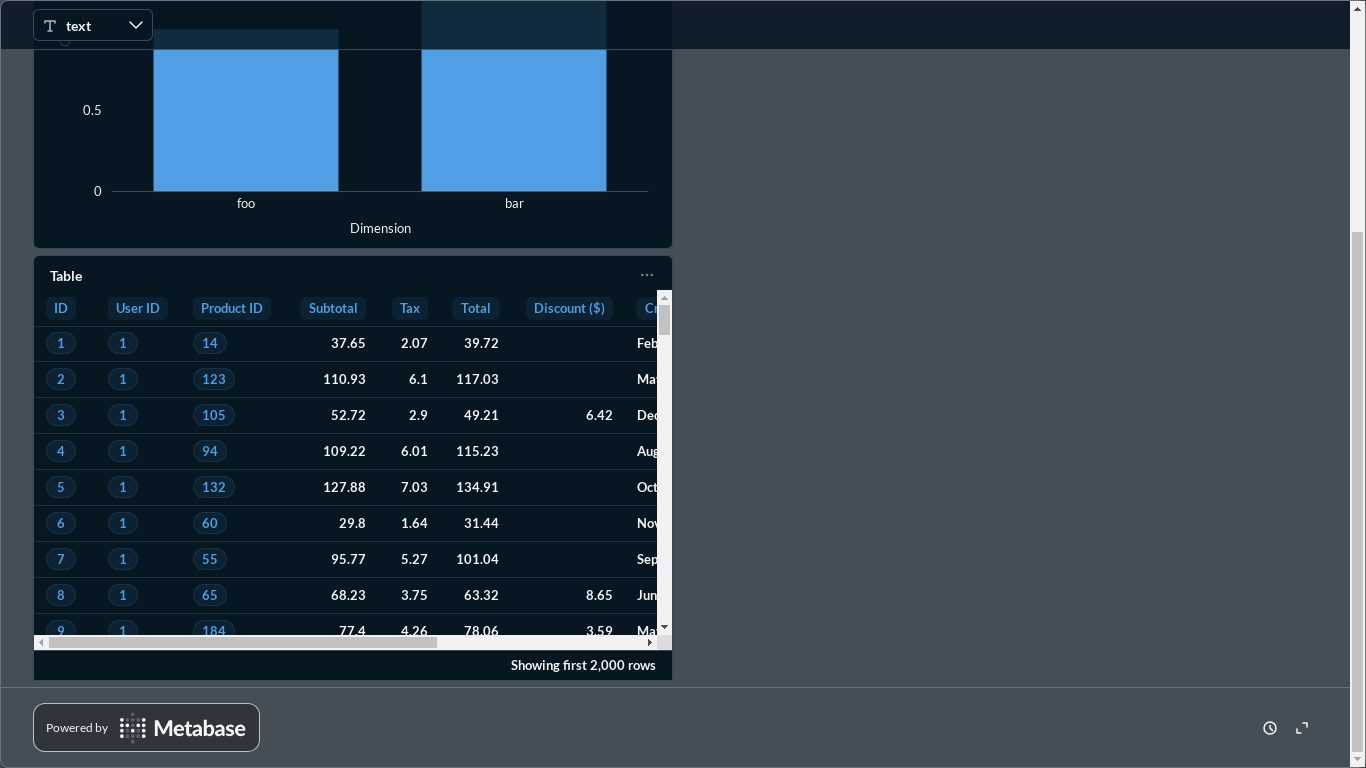 text
0.5
0
foo bar
Dimension
Table
ID User ID Product ID Subtotal Tax Total Discount ($) Cr
1 1 14 37.65 2.07 39.72 Feb
2 1 123 110.93 6.1 117.03 Ma
3 1 105 52.72 2.9 49.21 6.42 Dec
4 1 94 109.22 6.01 115.23 Aug
5 1 132 127.88 7.03 134.91 Oct
6 1 60 29.8 1.64 31.44 Nov
7 1 55 95.77 5.27 101.04 Sep
8 1 65 68.23 3.75 63.32 8.65 Jun
9 1 184 77.4 4.26 78.06 3.59 Ma
Showing first 2,000 rows
Powered by Metabase